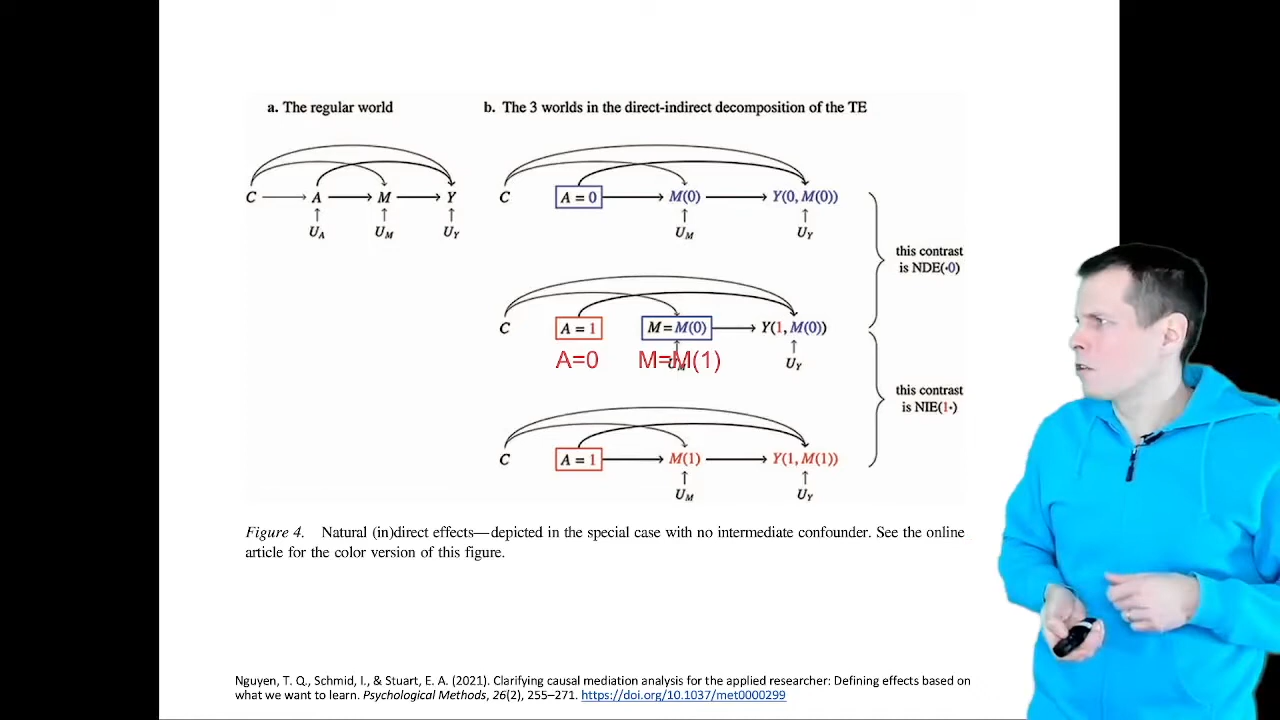 a. The regular world
b. The 3 worlds in the direct-indirect decomposition of the TE
C A M Y
U_A U_M U_Y
C A = 0 M(0) Y(0, M(0))
U_M U_Y
this contrast
is NDE(·0)
C A = 1 M = M(0) Y(1, M(0))
A=0 M=M(1)
U_Y
this contrast
is NIE(1·)
C A = 1 M(1) Y(1, M(1))
U_M U_Y
Figure 4. Natural (in)direct effects—depicted in the special case with no intermediate confounder. See the online
article for the color version of this figure.
Nguyen, T. Q., Schmid, I., & Stuart, E. A. (2021). Clarifying causal mediation analysis for the applied researcher: Defining effects based on
what we want to learn. Psychological Methods, 26(2), 255–271. https://doi.org/10.1037/met0000299